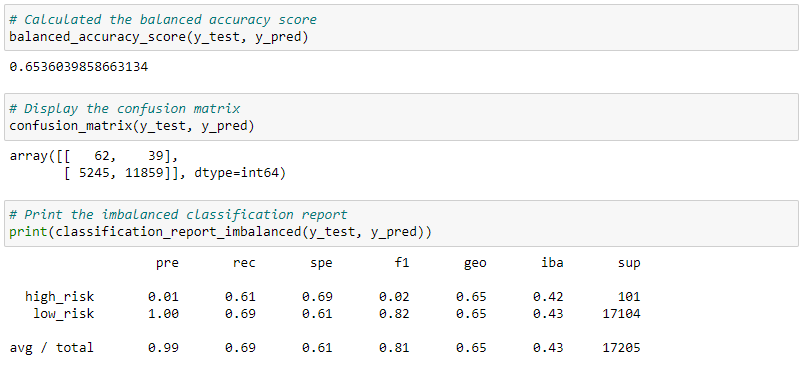 # Calculated the balanced accuracy score
balanced_accuracy_score(y_test, y_pred)
0.6536039858663134
# Display the confusion matrix
confusion_matrix(y_test, y_pred)
array([[   62,    39],
       [ 5245, 11859]], dtype=int64)
# Print the imbalanced classification report
print(classification_report_imbalanced(y_test, y_pred))
                   pre       rec       spe        f1       geo       iba       sup
  high_risk       0.01      0.61      0.69      0.02      0.65      0.42       101
   low_risk       1.00      0.69      0.61      0.82      0.65      0.43     17104
avg / total       0.99      0.69      0.61      0.81      0.65      0.43     17205